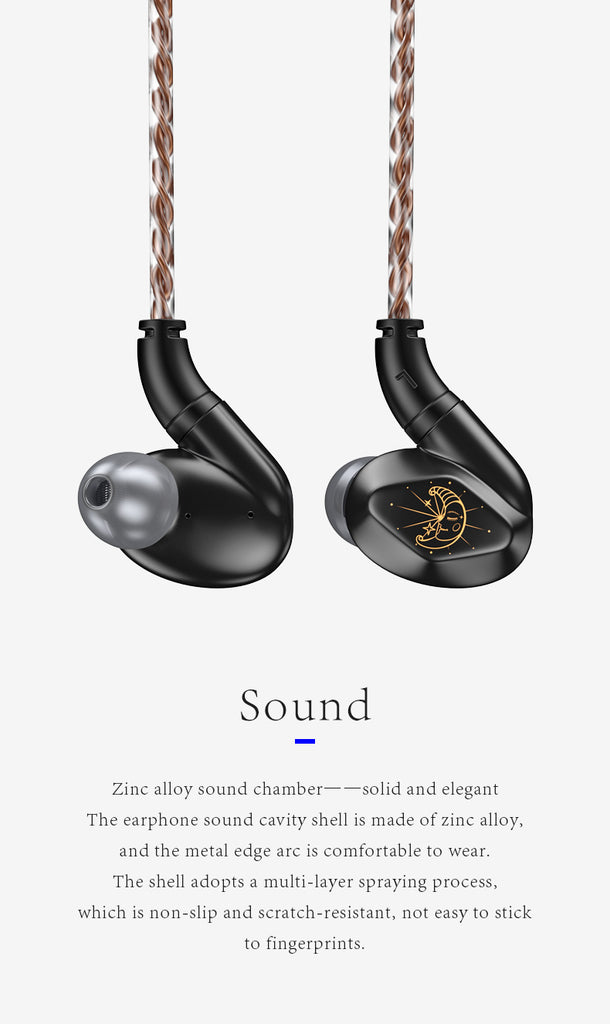 L
Sound
Zinc alloy sound chamber——solid and elegant
The earphone sound cavity shell is made of zinc alloy,
and the metal edge arc is comfortable to wear.
The shell adopts a multi-layer spraying process,
which is non-slip and scratch-resistant, not easy to stick
to fingerprints.